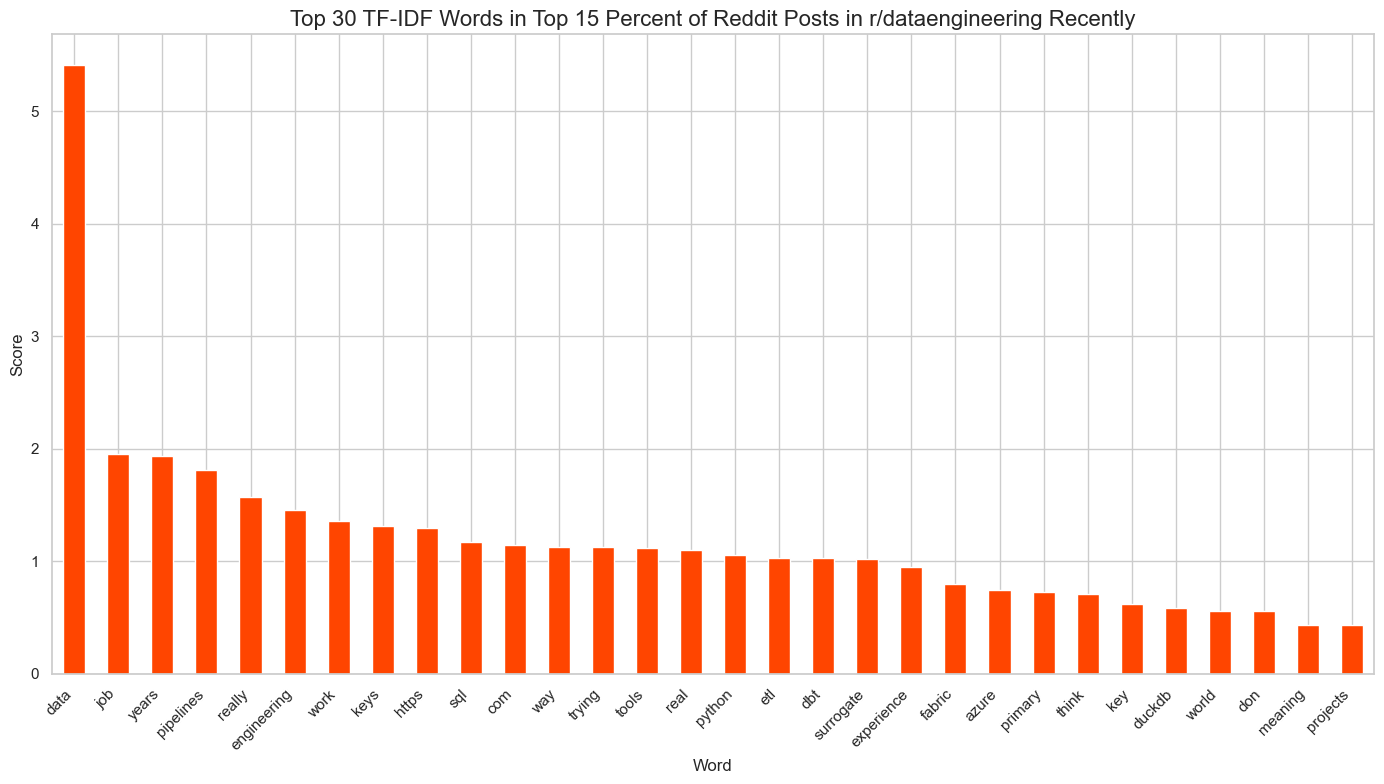 Top 30 TF-IDF Words in Top 15 Percent of Reddit Posts in r/dataengineering Recently
Score
5
4
3
2
1
0
data
job
years
pipelines
really
engineering
work
keys
https
sql
com
way
trying
tools
real
python
etl
dbt
surrogate
experience
fabric
azure
primary
think
key
duckdb
world
don
meaning
projects
Word